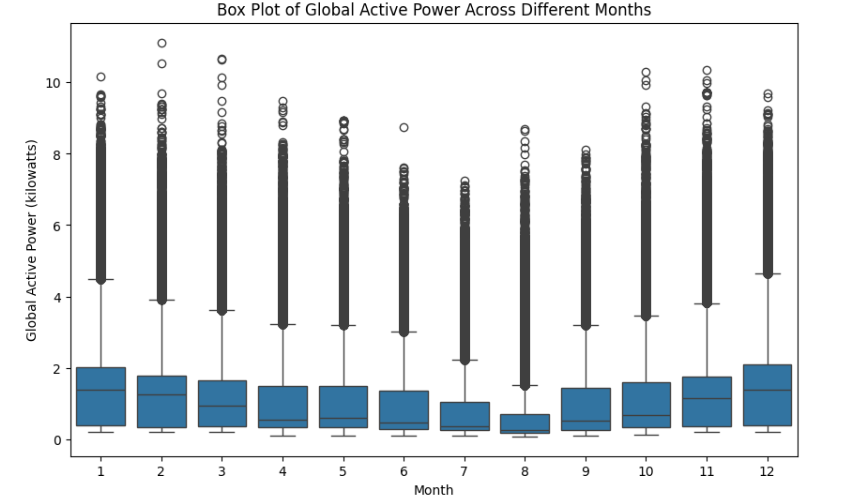 Box Plot of Global Active Power Across Different Months
Global Active Power (kilowatts)
10
8
6
4
2
0
1 2 3 4 5 6 7 8 9 10 11 12
Month